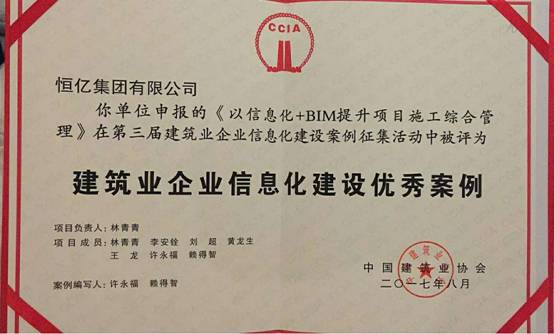 CCIA
恒亿集团有限公司
你单位申报的《以信息化+BIM提升项目施工综合管
理》在第三届建筑业企业信息化建设案例征集活动中被评为
建筑业企业信息化建设优秀案例
项目负责人：林青青
项目成员：林青青 李安铨 刘超 黄龙生
王龙 许永福 赖得智
案例编写人：许永福 赖得智
中国建筑业协会
二〇一七年八月